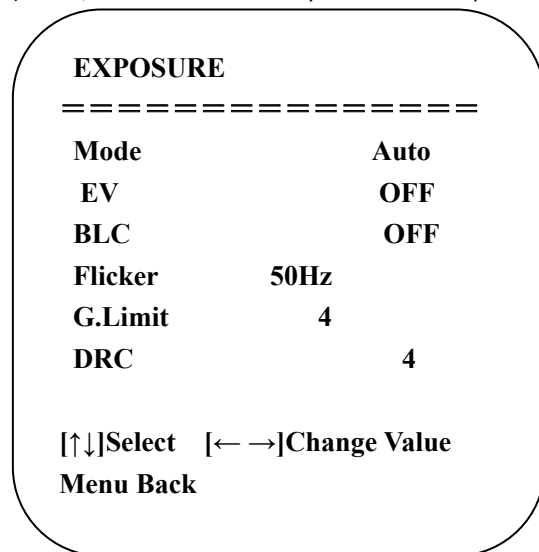 EXPOSURE
===============
Mode Auto
EV OFF
BLC OFF
Flicker 50Hz
G.Limit 4
DRC 4
[↑↓]Select [← →]Change Value
Menu Back